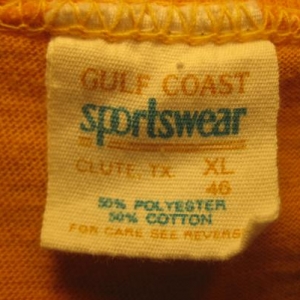 GULF COAST
sportswear
CLUTE, TX. XL
46
50% POLYESTER
50% COTTON
FOR CARE SEE REVERSE